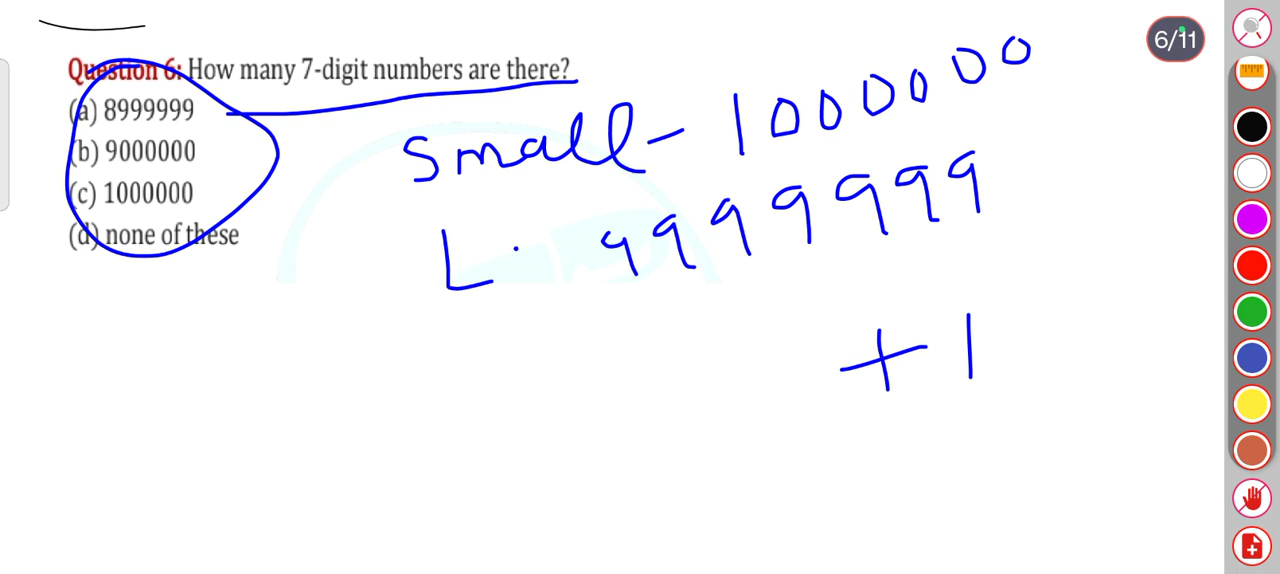 6/11
Question 6: How many 7-digit numbers are there?
(a) 8999999
(b) 9000000
(c) 1000000
(d) none of these
Small - 1000000
L. 9999999
+1